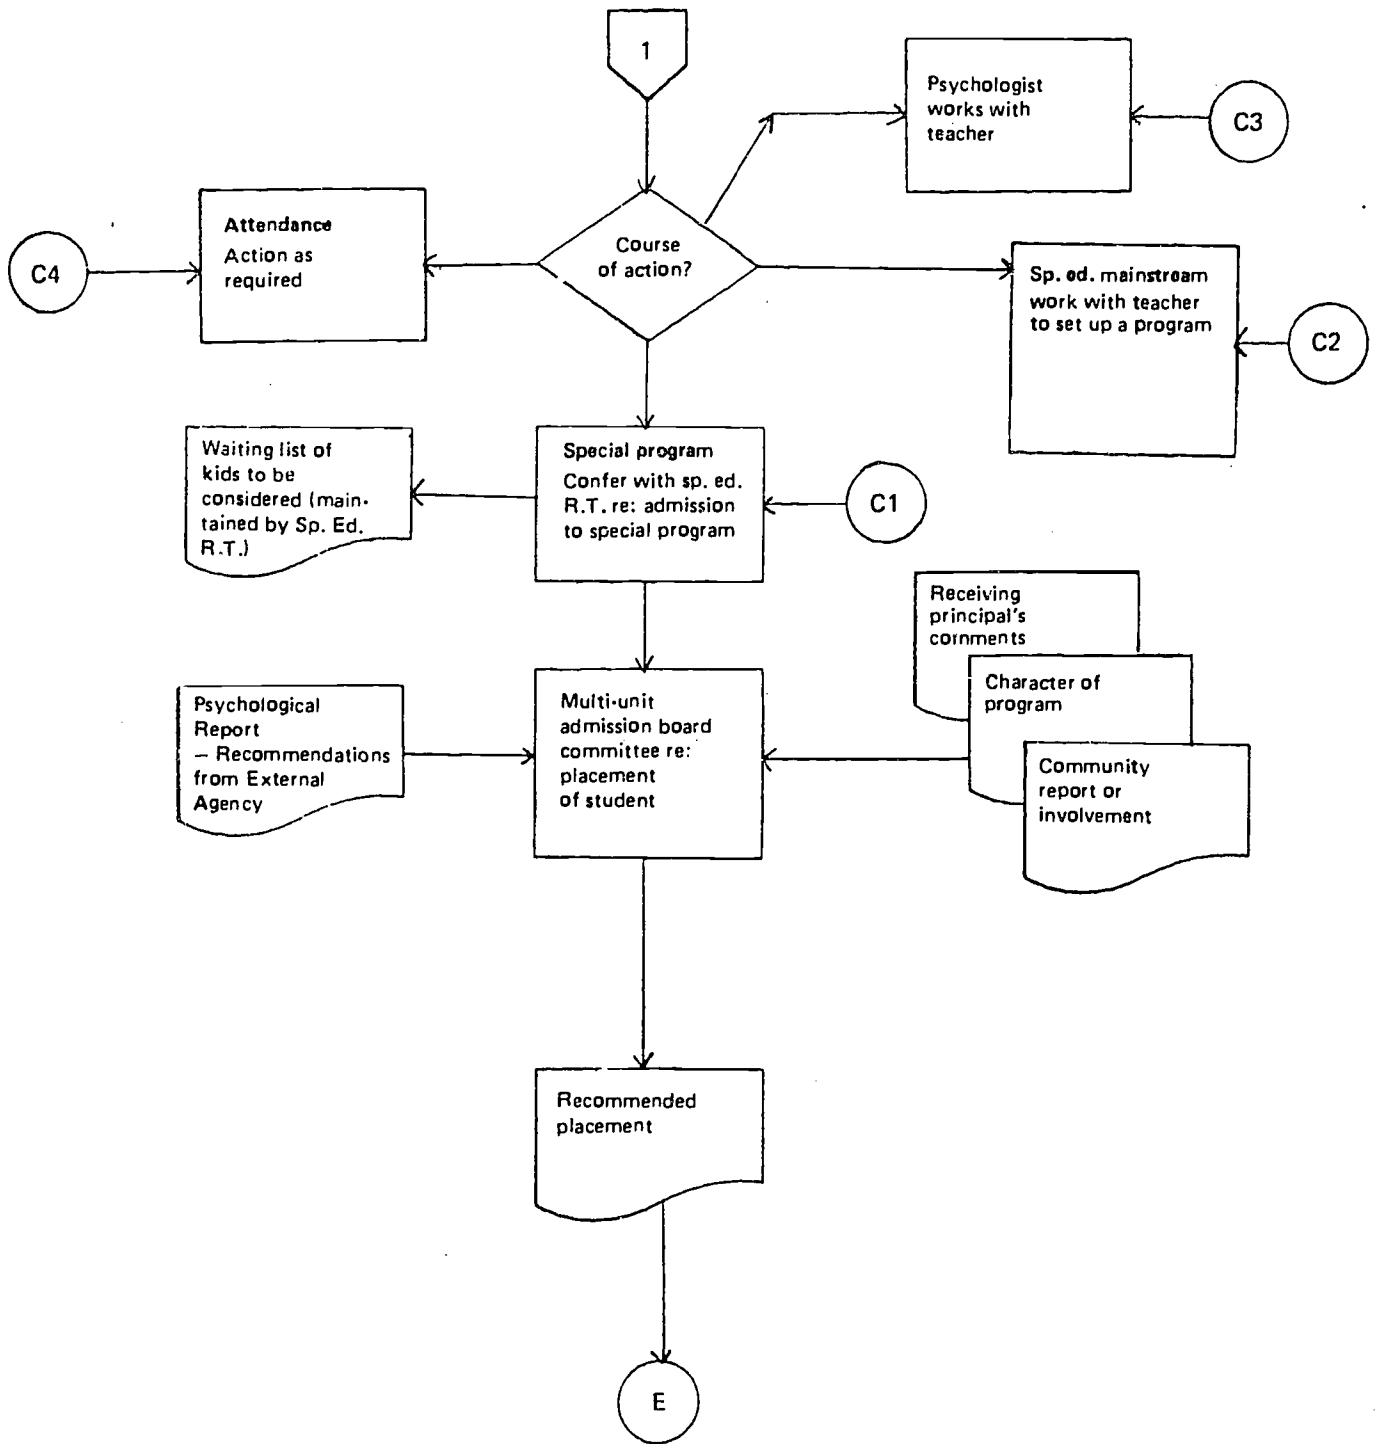 1
Psychologist
works with
teacher
C3
Attendance
Action as
required
C4
Course
of action?
Sp. ed. mainstream
work with teacher
to set up a program
C2
Waiting list of
kids to be
considered (main-
tained by Sp. Ed.
R.T.)
Special program
Confer with sp. ed.
R.T. re: admission
to special program
C1
Receiving
principal's
comments
Character of
program
Community
report or
involvement
Psychological
Report
– Recommendations
from External
Agency
Multi-unit
admission board
committee re:
placement
of student
Recommended
placement
E